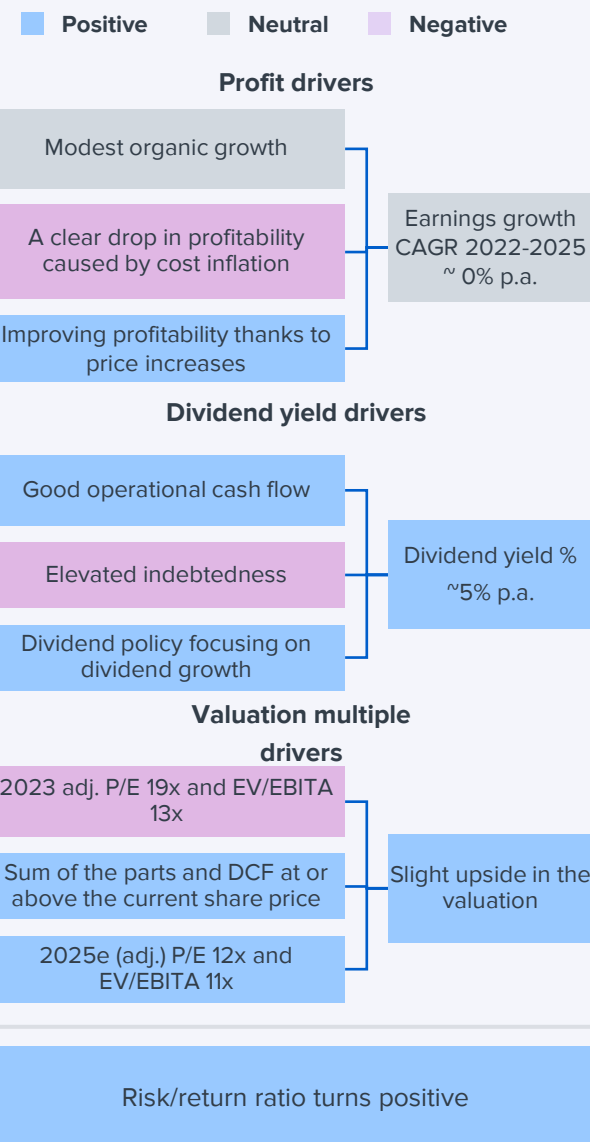 Positive Neutral Negative
Profit drivers
Modest organic growth
A clear drop in profitability
caused by cost inflation
Improving profitability thanks to
price increases
Earnings growth
CAGR 2022-2025
~ 0% p.a.
Dividend yield drivers
Good operational cash flow
Elevated indebtedness
Dividend policy focusing on
dividend growth
Dividend yield %
~5% p.a.
Valuation multiple
drivers
2023 adj. P/E 19x and EV/EBITA
13x
Sum of the parts and DCF at or
above the current share price
2025e (adj.) P/E 12x and
EV/EBITA 11x
Slight upside in the
valuation
Risk/return ratio turns positive